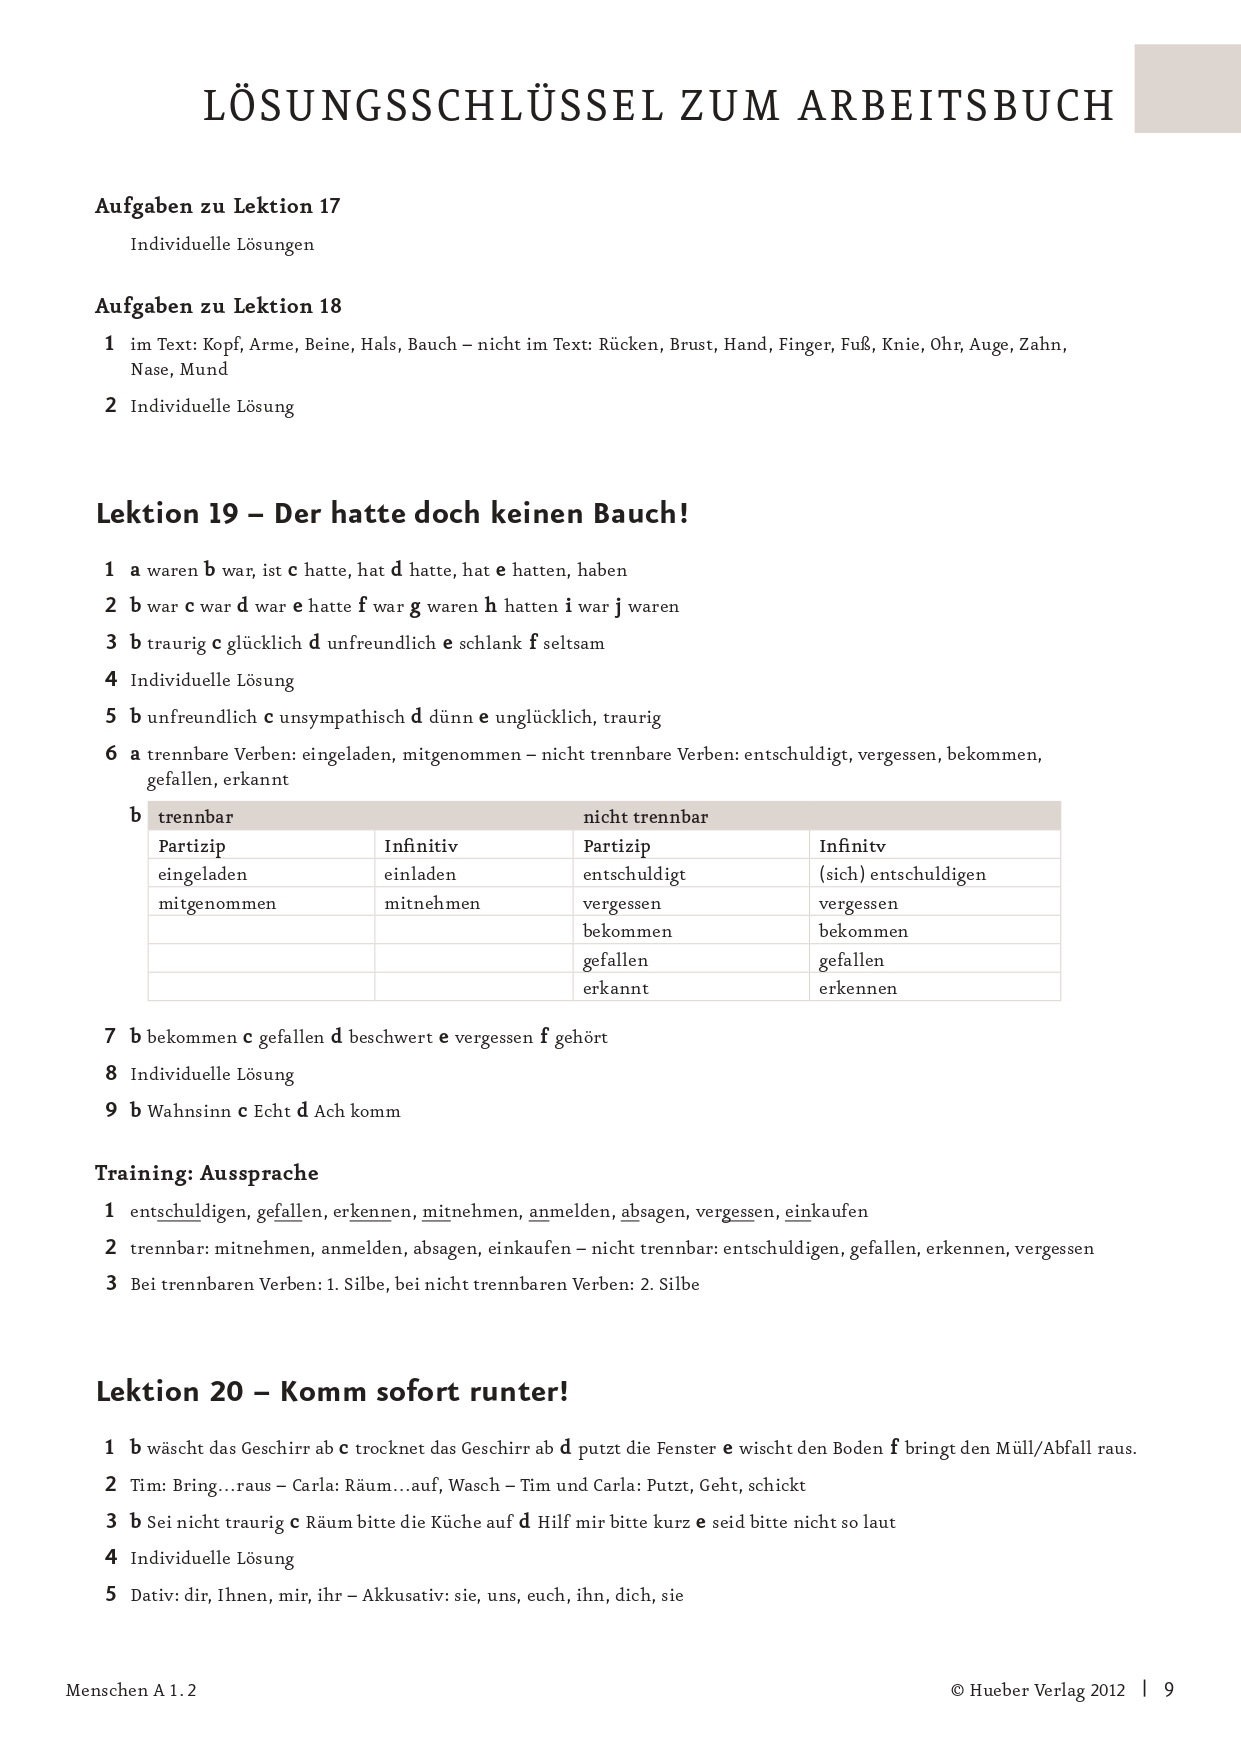 LÖSUNGSSCHLÜSSEL ZUM ARBEITSBUCH
Aufgaben zu Lektion 17
Individuelle Lösungen
Aufgaben zu Lektion 18
1 im Text: Kopf, Arme, Beine, Hals, Bauch – nicht im Text: Rücken, Brust, Hand, Finger, Fuß, Knie, Ohr, Auge, Zahn,
Nase, Mund
2 Individuelle Lösung
Lektion 19 – Der hatte doch keinen Bauch!
1 a waren b war, ist c hatte, hat d hatte, hat e hatten, haben
2 b war c war d war e hatte f war g waren h hatten i war j waren
3 b traurig c glücklich d unfreundlich e schlank f seltsam
4 Individuelle Lösung
5 b unfreundlich c unsympathisch d dünn e unglücklich, traurig
6 a trennbare Verben: eingeladen, mitgenommen – nicht trennbare Verben: entschuldigt, vergessen, bekommen,
gefallen, erkannt
b trennbar nicht trennbar
Partizip Infinitiv Partizip Infinitv
eingeladen einladen entschuldigt (sich) entschuldigen
mitgenommen mitnehmen vergessen vergessen
bekommen bekommen
gefallen gefallen
erkannt erkennen
7 b bekommen c gefallen d beschwert e vergessen f gehört
8 Individuelle Lösung
9 b Wahnsinn c Echt d Ach komm
Training: Aussprache
1 entschuldigen, gefallen, erkennen, mitnehmen, anmelden, absagen, vergessen, einkaufen
2 trennbar: mitnehmen, anmelden, absagen, einkaufen – nicht trennbar: entschuldigen, gefallen, erkennen, vergessen
3 Bei trennbaren Verben: 1. Silbe, bei nicht trennbaren Verben: 2. Silbe
Lektion 20 – Komm sofort runter!
1 b wäscht das Geschirr ab c trocknet das Geschirr ab d putzt die Fenster e wischt den Boden f bringt den Müll/Abfall raus.
2 Tim: Bring…raus – Carla: Räum…auf, Wasch – Tim und Carla: Putzt, Geht, schickt
3 b Sei nicht traurig c Räum bitte die Küche auf d Hilf mir bitte kurz e seid bitte nicht so laut
4 Individuelle Lösung
5 Dativ: dir, Ihnen, mir, ihr – Akkusativ: sie, uns, euch, ihn, dich, sie
Menschen A 1.2 © Hueber Verlag 2012 | 9